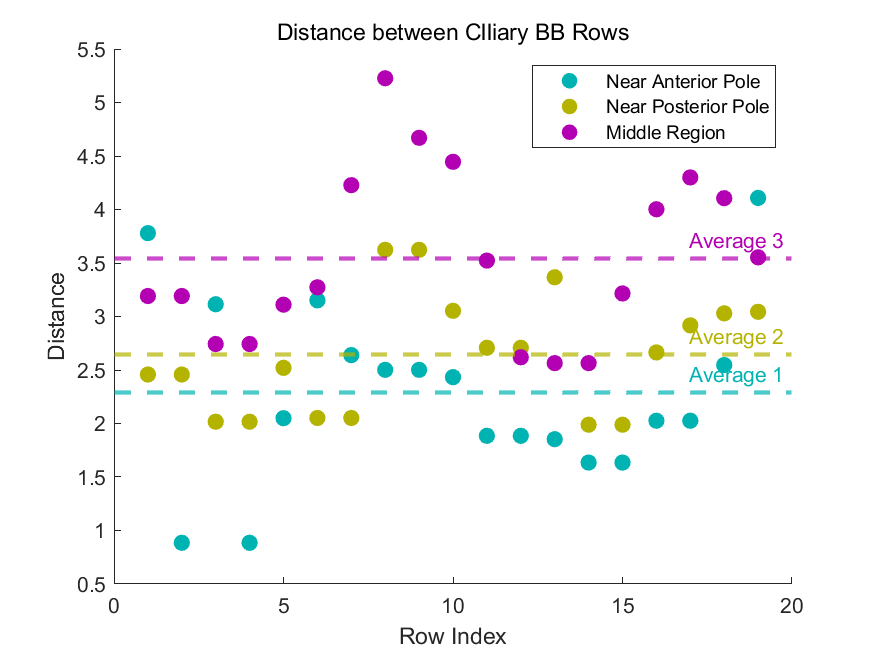 Distance between CIliary BB Rows
5.5
5
4.5
4
3.5
3
2.5
2
1.5
1
0.5
Distance
Near Anterior Pole
Near Posterior Pole
Middle Region
Average 3
Average 2
Average 1
0
5
10
15
20
Row Index